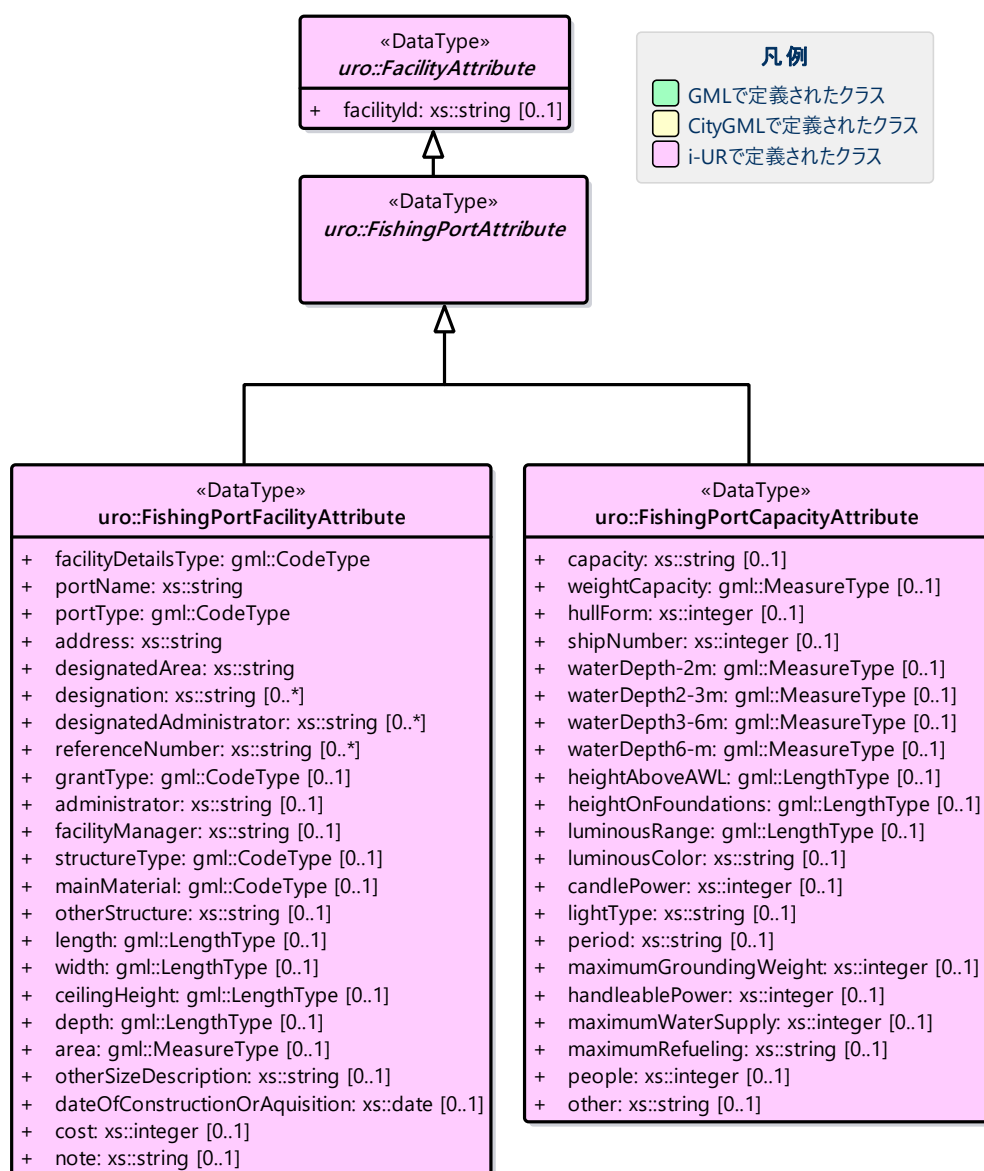 «DataType»
uro::FacilityAttribute
+ facilityId: xs::string [0..1]
凡例
GMLで定義されたクラス
CityGMLで定義されたクラス
i-URで定義されたクラス
«DataType»
uro::FishingPortAttribute
«DataType»
uro::FishingPortFacilityAttribute
+ facilityDetailsType: gml::CodeType
+ portName: xs::string
+ portType: gml::CodeType
+ address: xs::string
+ designatedArea: xs::string
+ designation: xs::string [0..*]
+ designatedAdministrator: xs::string [0..*]
+ referenceNumber: xs::string [0..*]
+ grantType: gml::CodeType [0..1]
+ administrator: xs::string [0..1]
+ facilityManager: xs::string [0..1]
+ structureType: gml::CodeType [0..1]
+ mainMaterial: gml::CodeType [0..1]
+ otherStructure: xs::string [0..1]
+ length: gml::LengthType [0..1]
+ width: gml::LengthType [0..1]
+ ceilingHeight: gml::LengthType [0..1]
+ depth: gml::LengthType [0..1]
+ area: gml::MeasureType [0..1]
+ otherSizeDescription: xs::string [0..1]
+ dateOfConstructionOrAquisition: xs::date [0..1]
+ cost: xs::integer [0..1]
+ note: xs::string [0..1]
«DataType»
uro::FishingPortCapacityAttribute
+ capacity: xs::string [0..1]
+ weightCapacity: gml::MeasureType [0..1]
+ hullForm: xs::integer [0..1]
+ shipNumber: xs::integer [0..1]
+ waterDepth-2m: gml::MeasureType [0..1]
+ waterDepth2-3m: gml::MeasureType [0..1]
+ waterDepth3-6m: gml::MeasureType [0..1]
+ waterDepth6-m: gml::MeasureType [0..1]
+ heightAboveAWL: gml::LengthType [0..1]
+ heightOnFoundations: gml::LengthType [0..1]
+ luminousRange: gml::LengthType [0..1]
+ luminousColor: xs::string [0..1]
+ candlePower: xs::integer [0..1]
+ lightType: xs::string [0..1]
+ period: xs::string [0..1]
+ maximumGroundingWeight: xs::integer [0..1]
+ handleablePower: xs::integer [0..1]
+ maximumWaterSupply: xs::integer [0..1]
+ maximumRefueling: xs::string [0..1]
+ people: xs::integer [0..1]
+ other: xs::string [0..1]